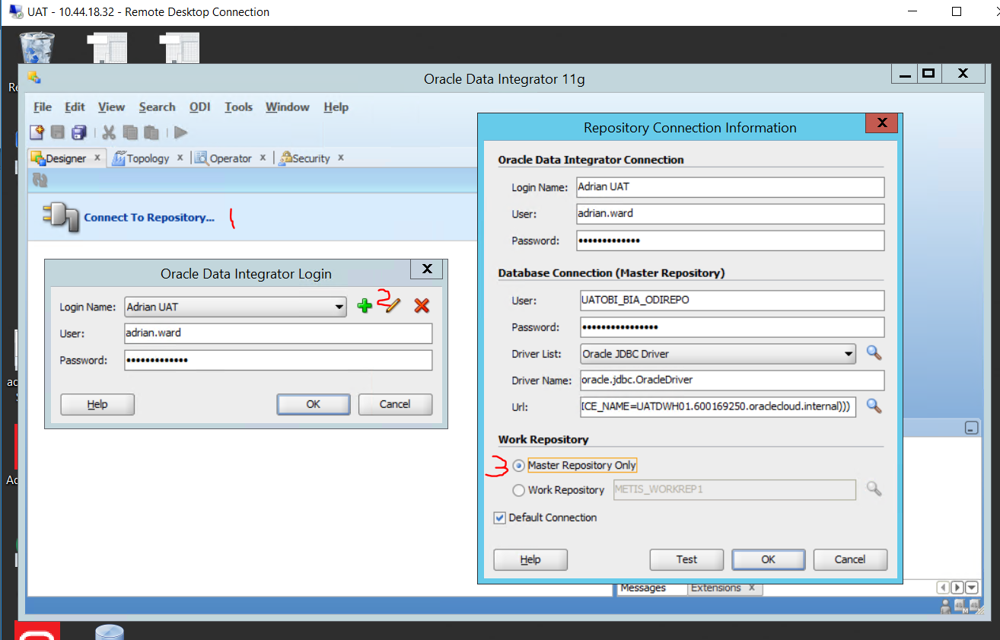 UAT - 10.44.18.32 - Remote Desktop Connection
Oracle Data Integrator 11g
File Edit View Search ODI Tools Window Help
Designer x Topology x Operator x Security x
Connect To Repository... 1
Oracle Data Integrator Login
Login Name: Adrian UAT 2
User: adrian.ward
Password: •••••••••••••
Help OK Cancel
Repository Connection Information
Oracle Data Integrator Connection
Login Name: Adrian UAT
User: adrian.ward
Password: •••••••••••••
Database Connection (Master Repository)
User: UATOBI_BIA_ODIREPO
Password: ••••••••••••••••
Driver List: Oracle JDBC Driver
Driver Name: oracle.jdbc.OracleDriver
Url: ICE_NAME=UATDWH01.600169250.oraclecloud.internal)))
Work Repository
3 Master Repository Only
Work Repository METIS_WORKREP1
Default Connection
Help Test OK Cancel
Messages Extensions x